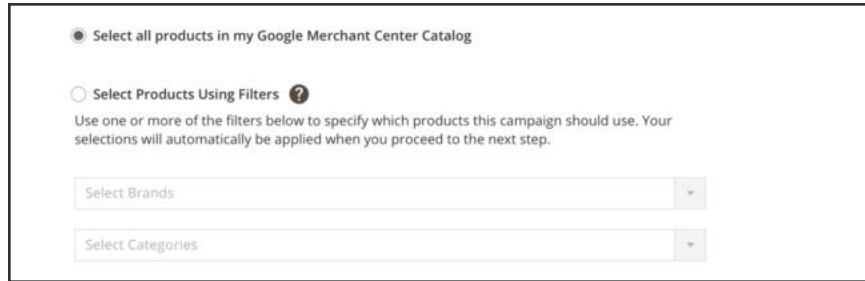 Select all products in my Google Merchant Center Catalog
Select Products Using Filters ?
Use one or more of the filters below to specify which products this campaign should use. Your
selections will automatically be applied when you proceed to the next step.
Select Brands
Select Categories